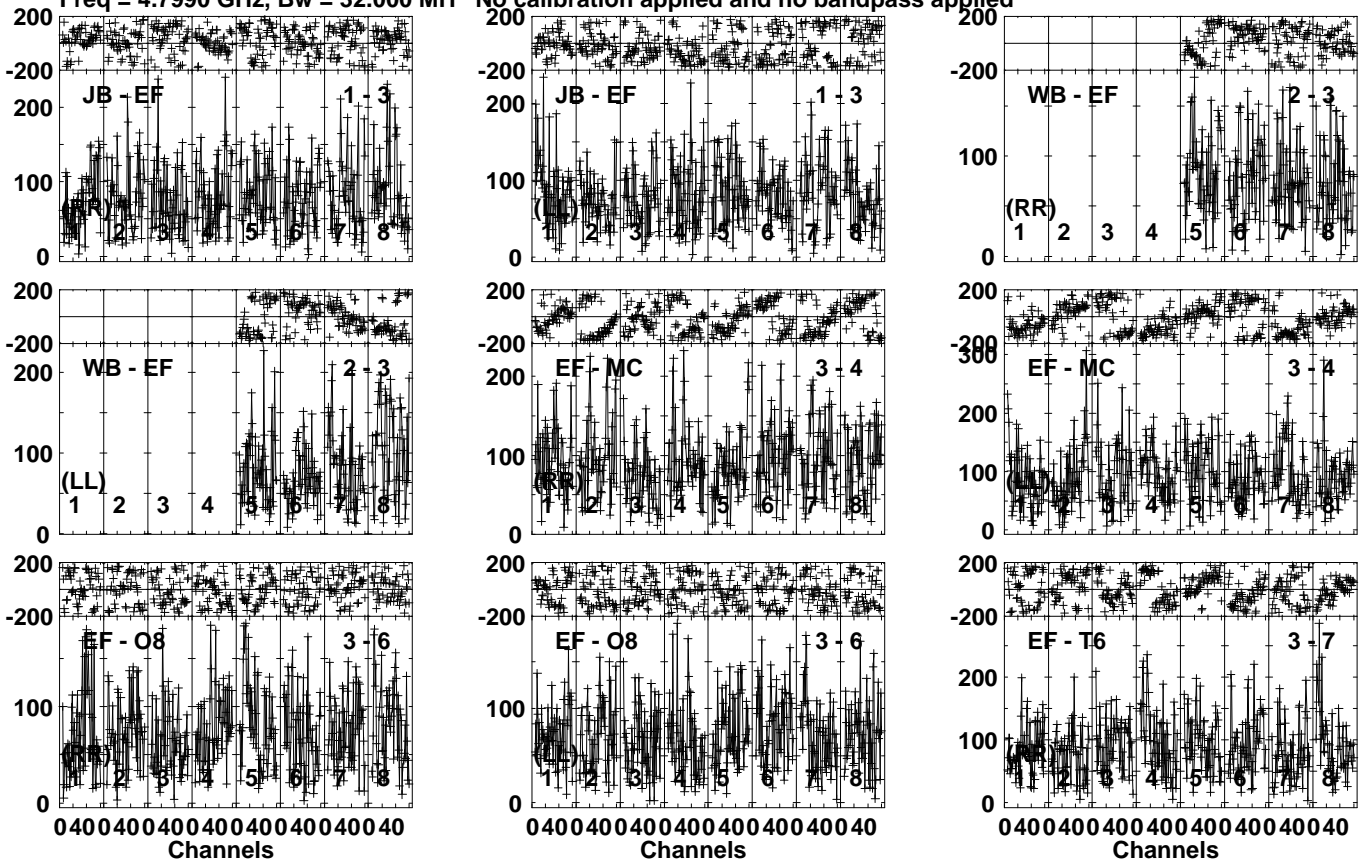 Freq = 4.7990 GHz, Bw = 32.000 MH No calibration applied and no bandpass applied
200 200 200
-200 -200 -200
JB - EF 1 - 3 JB - EF 1 - 3 WB - EF 2 - 3
200 200
100 100 100
(RR) (LL) (RR)
1 2 3 4 5 6 7 8 1 2 3 4 5 6 7 8 1 2 3 4 5 6 7 8
0 0 0
200 200 200
-200 -200 -200
300
WB - EF 2 - 3 EF - MC 3 - 4 EF - MC 3 - 4
200 200 200
100 100 100
(LL) (RR) (LL)
1 2 3 4 5 6 7 8 1 2 3 4 5 6 7 8 1 2 3 4 5 6 7 8
0 0 0
200 200 200
-200 -200 -200
EF - O8 3 - 6 EF - O8 3 - 6 EF - T6 3 - 7
200
100 100 100
(RR) (LL) (RR)
1 2 3 4 5 6 7 8 1 2 3 4 5 6 7 8 1 2 3 4 5 6 7 8
0 0 0
0 40 0 40 0 40 0 40 0 40 0 40 0 40 0 40 0 40 0 40 0 40 0 40 0 40 0 40 0 40 0 40 0 40 0 40 0 40 0 40 0 40 0 40 0 40 0 40
Channels Channels Channels